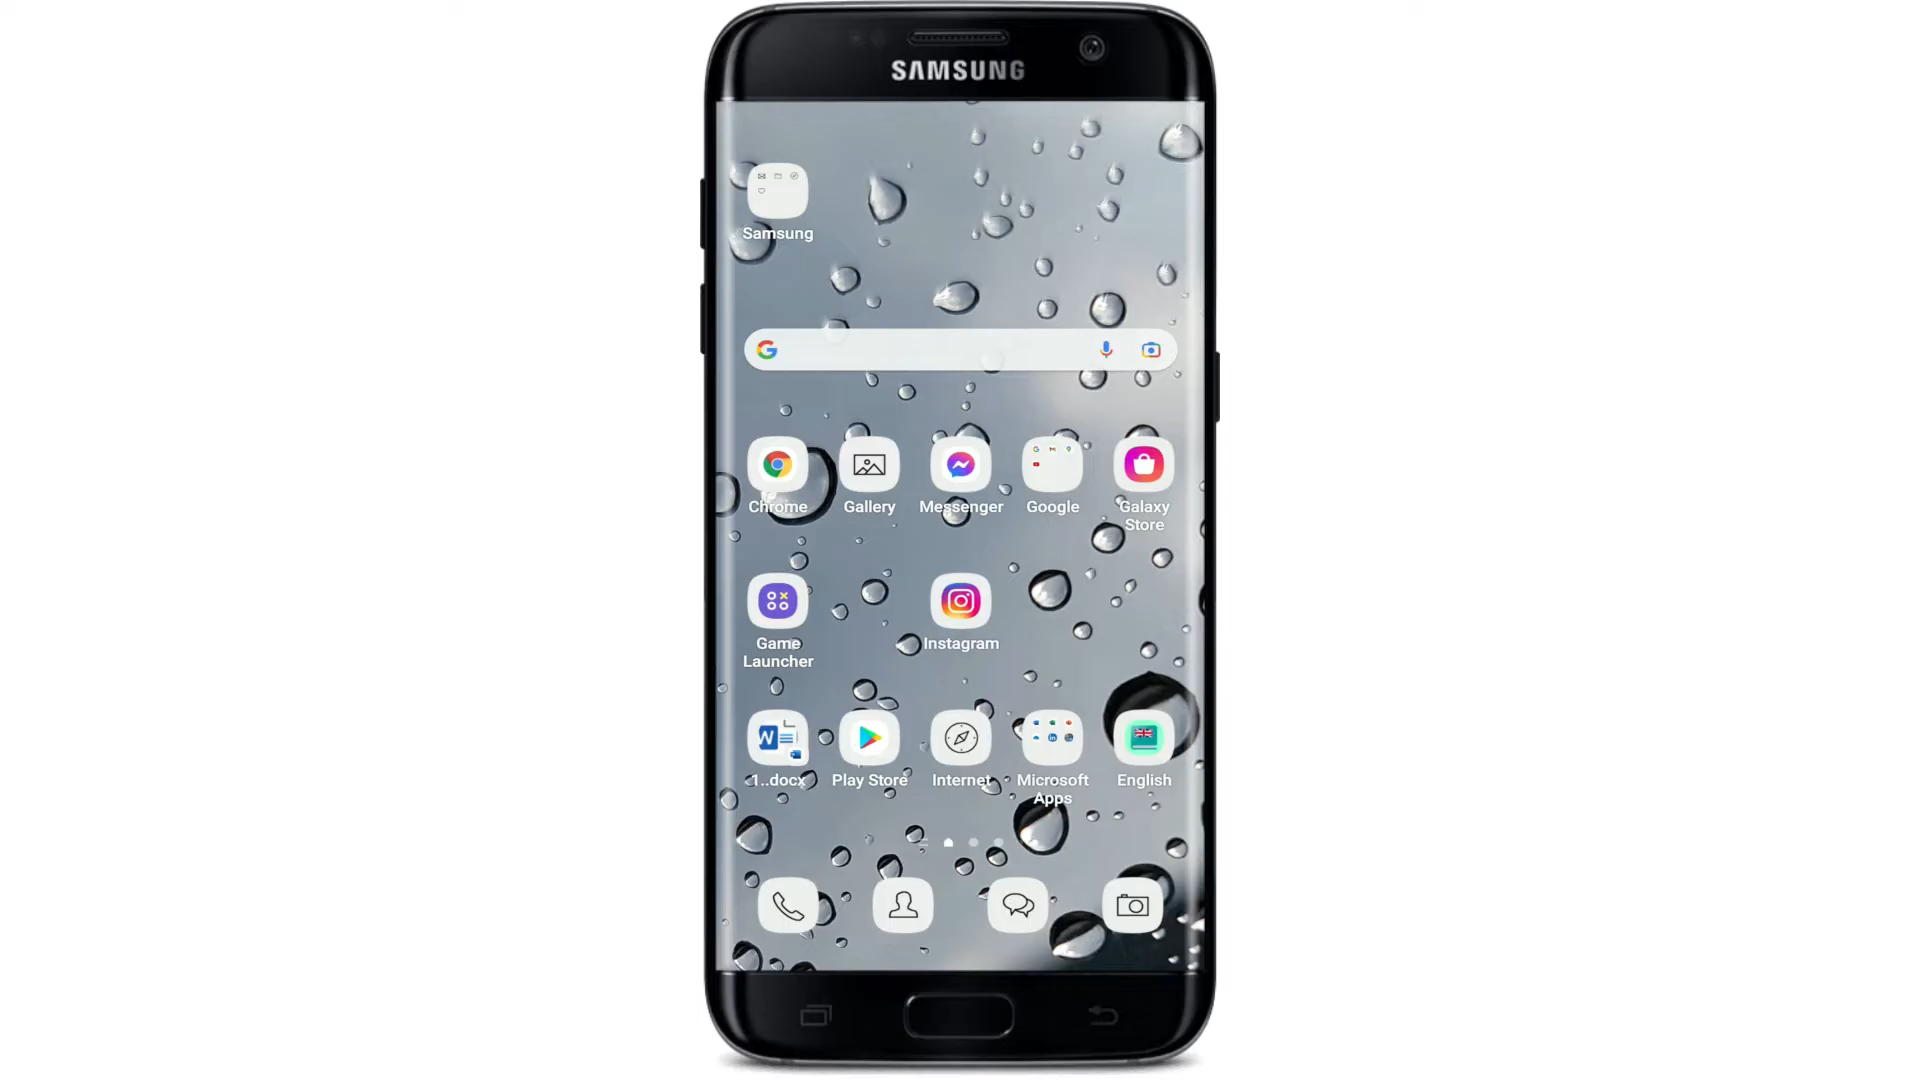 SAMSUNG
Samsung
Chrome
Gallery
Messenger
Google
Galaxy
Store
Game
Launcher
Instagram
1..docx
Play Store
Internet
Microsoft
Apps
English